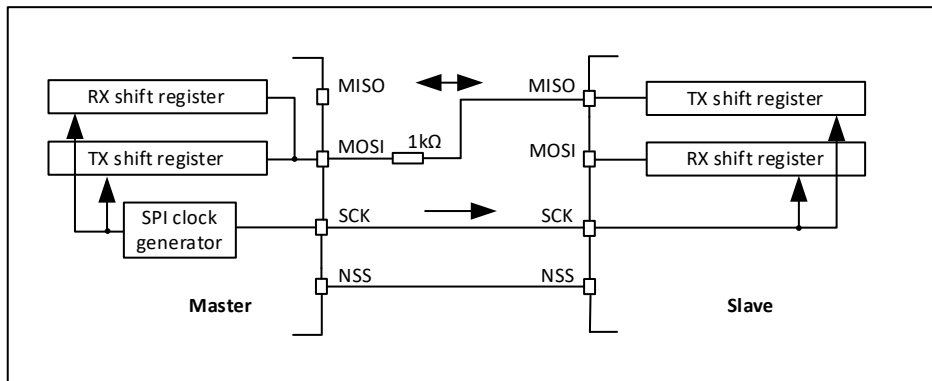 MISO
MISO
RX shift register
TX shift register
1kΩ
MOSI
MOSI
TX shift register
RX shift register
SCK
SCK
SPI clock
generator
NSS
NSS
Master
Slave